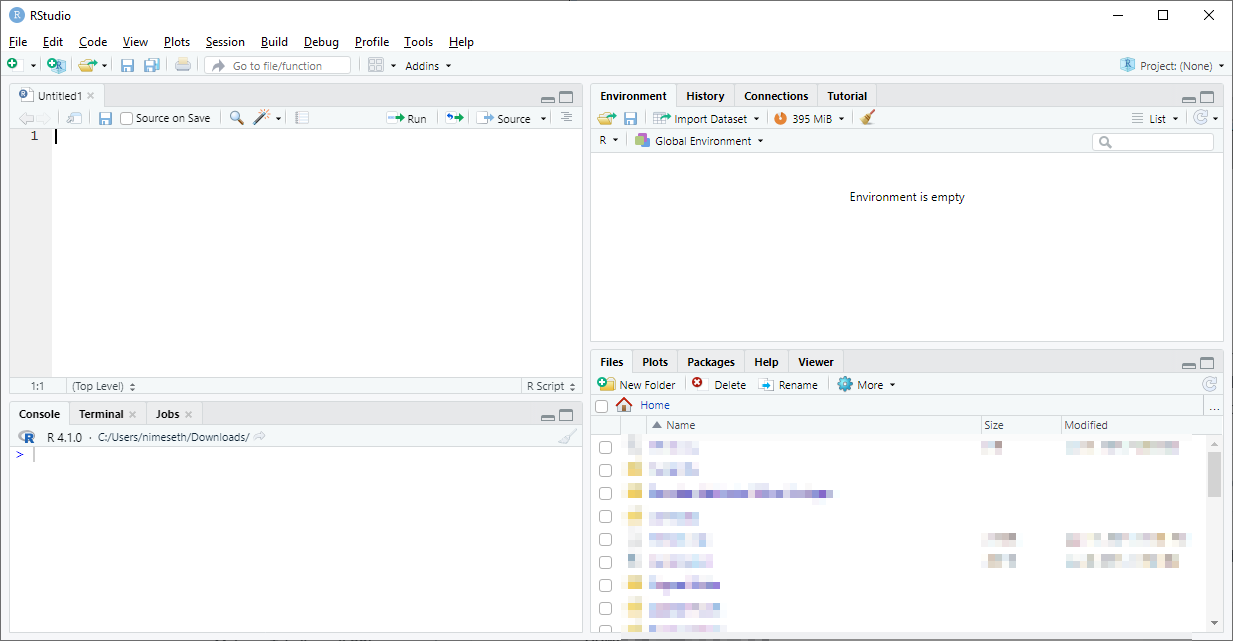 RStudio
File Edit Code View Plots Session Build Debug Profile Tools Help
Go to file/function Addins Project: (None)
Untitled1
Source on Save Run Source
1
1:1 (Top Level) R Script
Console Terminal Jobs
R 4.1.0 · C:/Users/nimeseth/Downloads/
>
Environment History Connections Tutorial
Import Dataset 395 MiB List
R Global Environment
Environment is empty
Files Plots Packages Help Viewer
New Folder Delete Rename More
Home ...
Name Size Modified